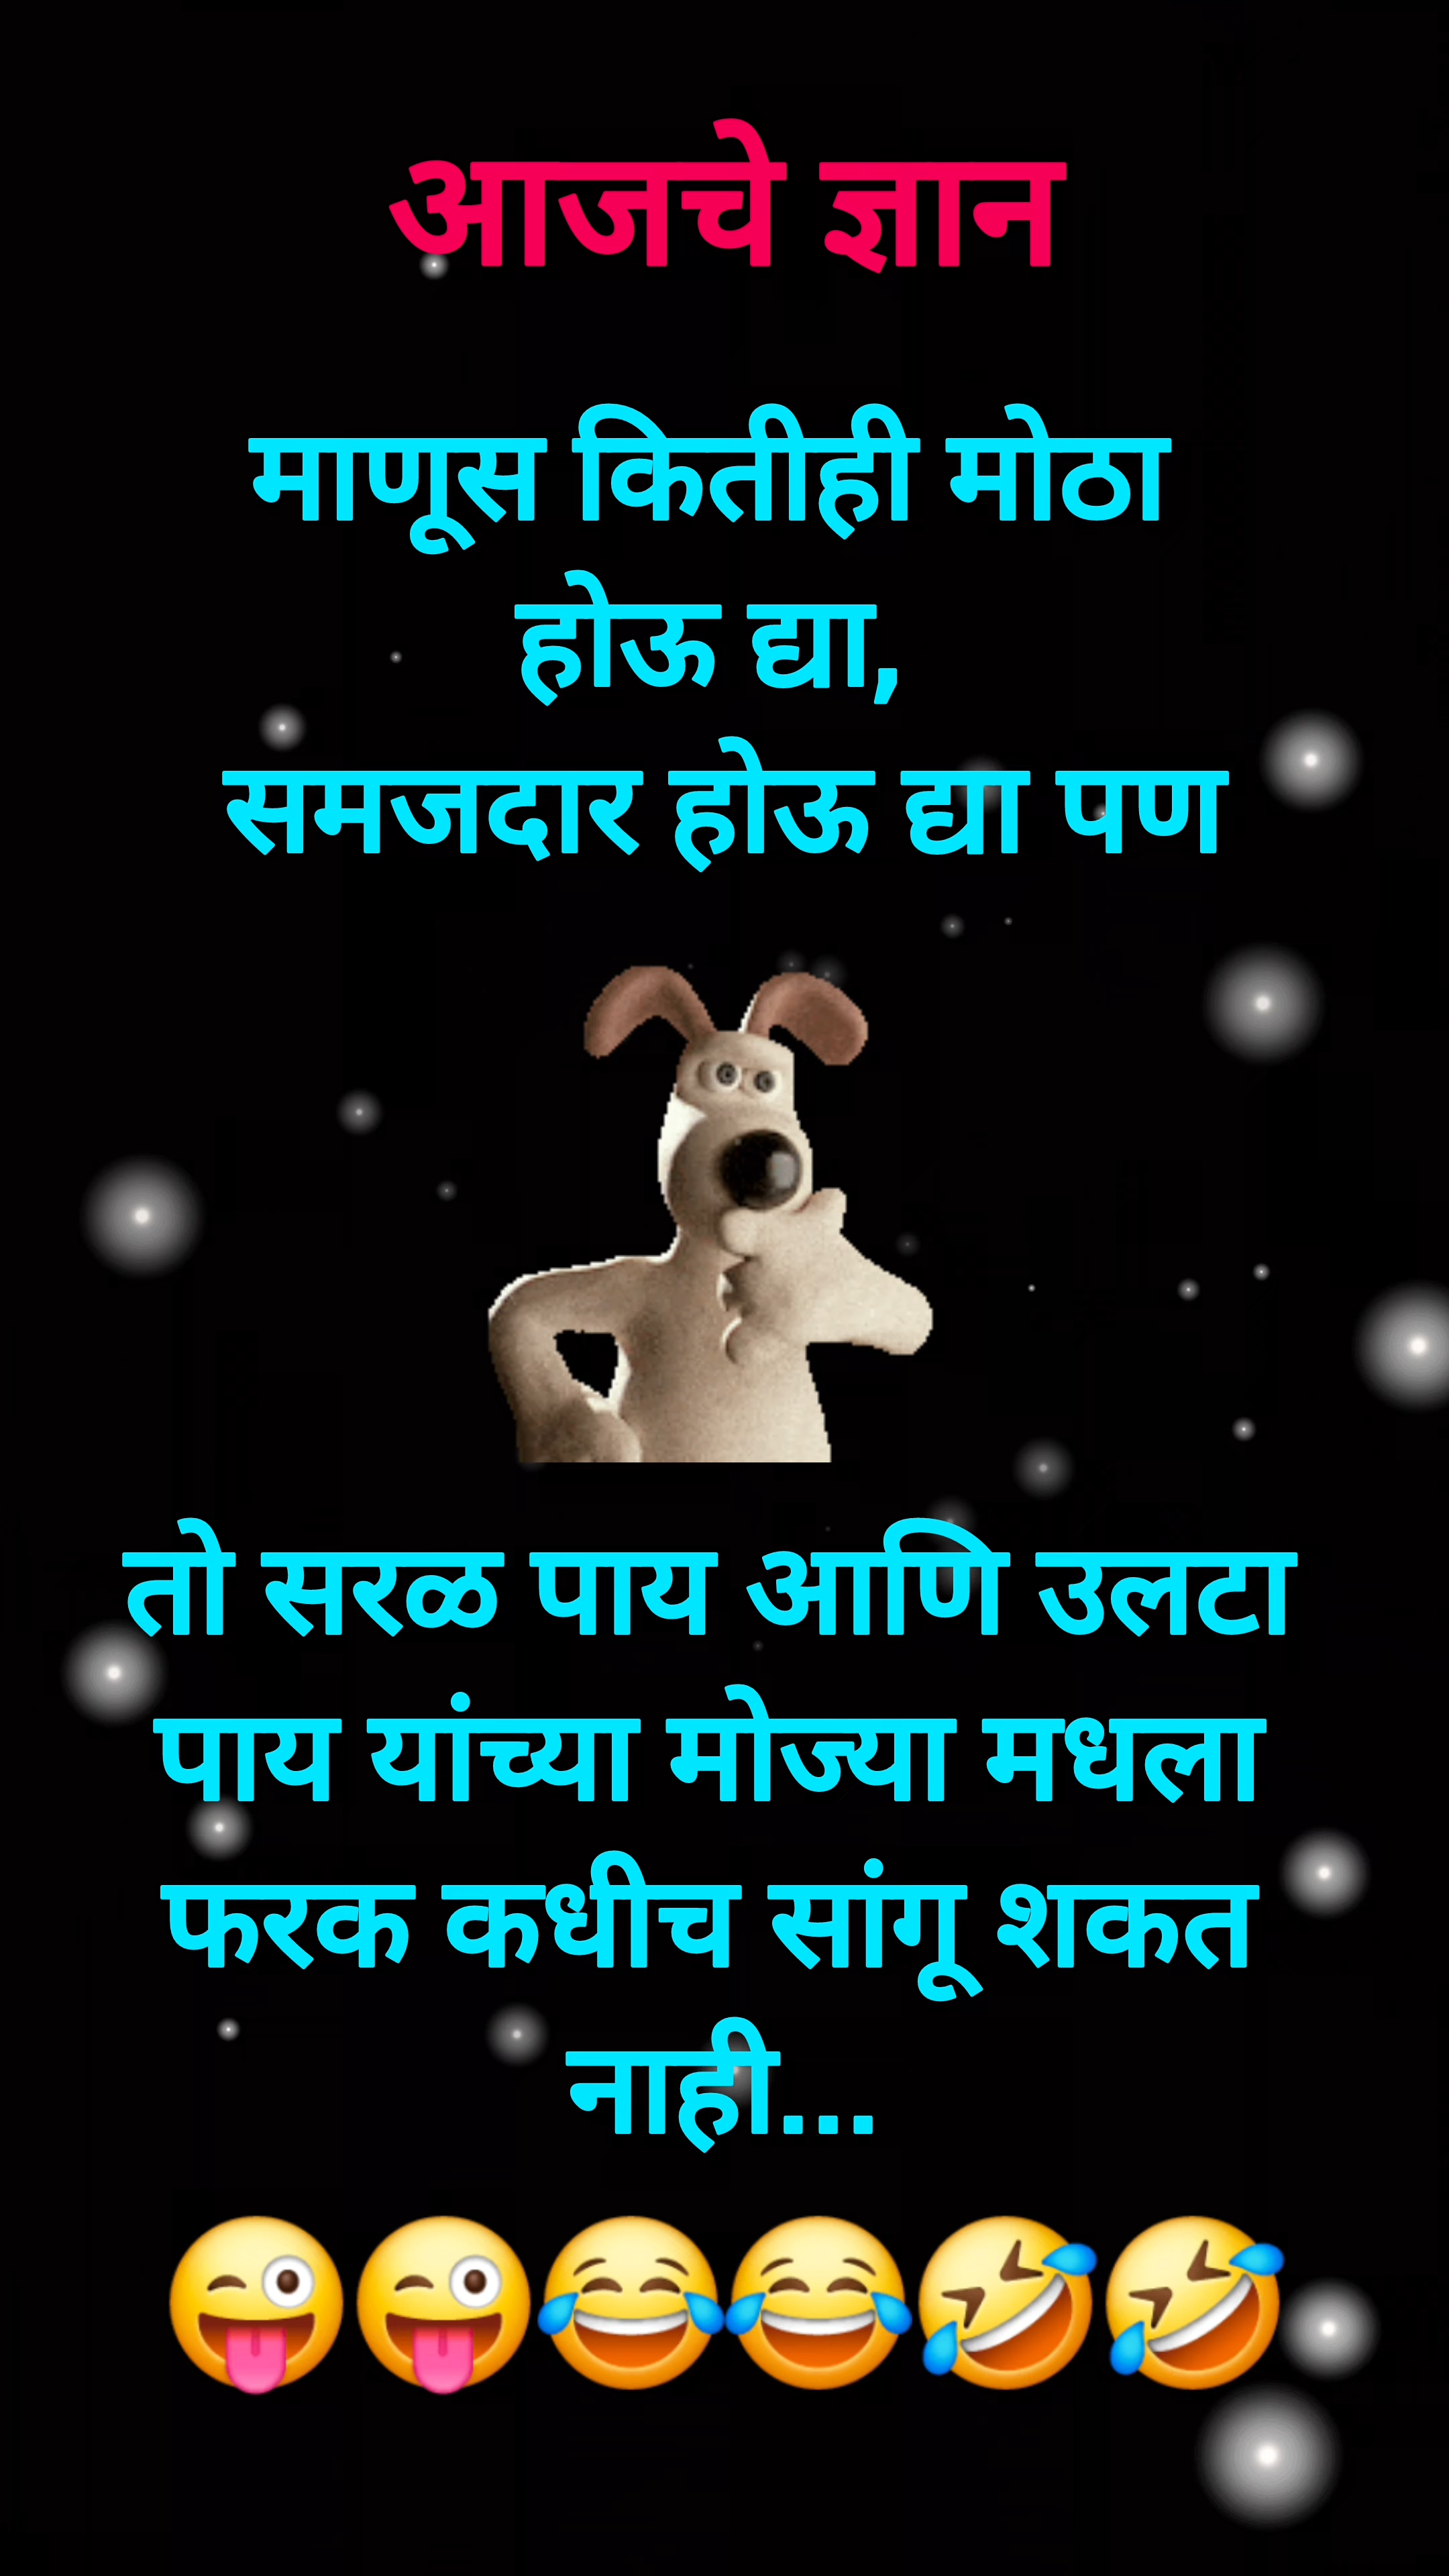 आजचे ज्ञान
माणूस कितीही मोठा
होऊ द्या,
समजदार होऊ द्या पण
तो सरळ पाय आणि उलटा
पाय यांच्या मोज्या मधला
फरक कधीच सांगू शकत
नाही...
😜😜😂😂🤣🤣